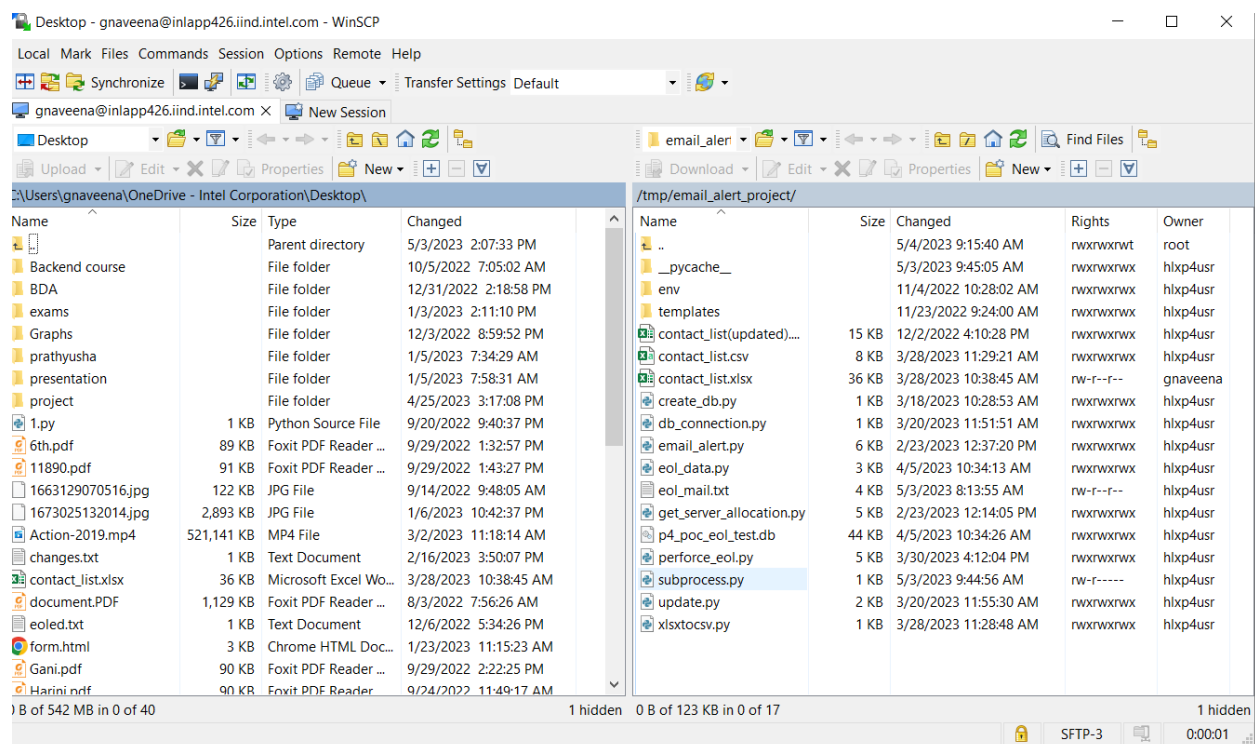 Desktop - gnaveena@inlapp426.iind.intel.com - WinSCP
Local Mark Files Commands Session Options Remote Help
Synchronize Queue Transfer Settings Default
gnaveena@inlapp426.iind.intel.com X New Session
Desktop
Upload Edit Properties New
C:\Users\gnaveena\OneDrive - Intel Corporation\Desktop\
Name Size Type Changed
.. Parent directory 5/3/2023 2:07:33 PM
Backend course File folder 10/5/2022 7:05:02 AM
BDA File folder 12/31/2022 2:18:58 PM
exams File folder 1/3/2023 2:11:10 PM
Graphs File folder 12/3/2022 8:59:52 PM
prathyusha File folder 1/5/2023 7:34:29 AM
presentation File folder 1/5/2023 7:58:31 AM
project File folder 4/25/2023 3:17:08 PM
1.py 1 KB Python Source File 9/20/2022 9:40:37 PM
6th.pdf 89 KB Foxit PDF Reader ... 9/29/2022 1:32:57 PM
11890.pdf 91 KB Foxit PDF Reader ... 9/29/2022 1:43:27 PM
1663129070516.jpg 122 KB JPG File 9/14/2022 9:48:05 AM
1673025132014.jpg 2,893 KB JPG File 1/6/2023 10:42:37 PM
Action-2019.mp4 521,141 KB MP4 File 3/2/2023 11:18:14 AM
changes.txt 1 KB Text Document 2/16/2023 3:50:07 PM
contact_list.xlsx 36 KB Microsoft Excel Wo... 3/28/2023 10:38:45 AM
document.PDF 1,129 KB Foxit PDF Reader ... 8/3/2022 7:56:26 AM
eoled.txt 1 KB Text Document 12/6/2022 5:34:26 PM
form.html 3 KB Chrome HTML Doc... 1/23/2023 11:15:23 AM
Gani.pdf 90 KB Foxit PDF Reader ... 9/29/2022 2:22:25 PM
Harini.pdf 90 KB Foxit PDF Reader 9/24/2022 11:49:17 AM
0 B of 542 MB in 0 of 40 1 hidden
email_aler Find Files
Download Edit Properties New
/tmp/email_alert_project/
Name Size Changed Rights Owner
.. 5/4/2023 9:15:40 AM rwxrwxrwt root
__pycache__ 5/3/2023 9:45:05 AM rwxrwxrwx hlxp4usr
env 11/4/2022 10:28:02 AM rwxrwxrwx hlxp4usr
templates 11/23/2022 9:24:00 AM rwxrwxrwx hlxp4usr
contact_list(updated).... 15 KB 12/2/2022 4:10:28 PM rwxrwxrwx hlxp4usr
contact_list.csv 8 KB 3/28/2023 11:29:21 AM rwxrwxrwx hlxp4usr
contact_list.xlsx 36 KB 3/28/2023 10:38:45 AM rw-r--r-- gnaveena
create_db.py 1 KB 3/18/2023 10:28:53 AM rwxrwxrwx hlxp4usr
db_connection.py 1 KB 3/20/2023 11:51:51 AM rwxrwxrwx hlxp4usr
email_alert.py 6 KB 2/23/2023 12:37:20 PM rwxrwxrwx hlxp4usr
eol_data.py 3 KB 4/5/2023 10:34:13 AM rwxrwxrwx hlxp4usr
eol_mail.txt 4 KB 5/3/2023 8:13:55 AM rw-r--r-- hlxp4usr
get_server_allocation.py 5 KB 2/23/2023 12:14:05 PM rwxrwxrwx hlxp4usr
p4_poc_eol_test.db 44 KB 4/5/2023 10:34:26 AM rwxrwxrwx hlxp4usr
perforce_eol.py 5 KB 3/30/2023 4:12:04 PM rwxrwxrwx hlxp4usr
subprocess.py 1 KB 5/3/2023 9:44:56 AM rw-r----- hlxp4usr
update.py 2 KB 3/20/2023 11:55:30 AM rwxrwxrwx hlxp4usr
xlsxtocsv.py 1 KB 3/28/2023 11:28:48 AM rwxrwxrwx hlxp4usr
0 B of 123 KB in 0 of 17 1 hidden
SFTP-3 0:00:01